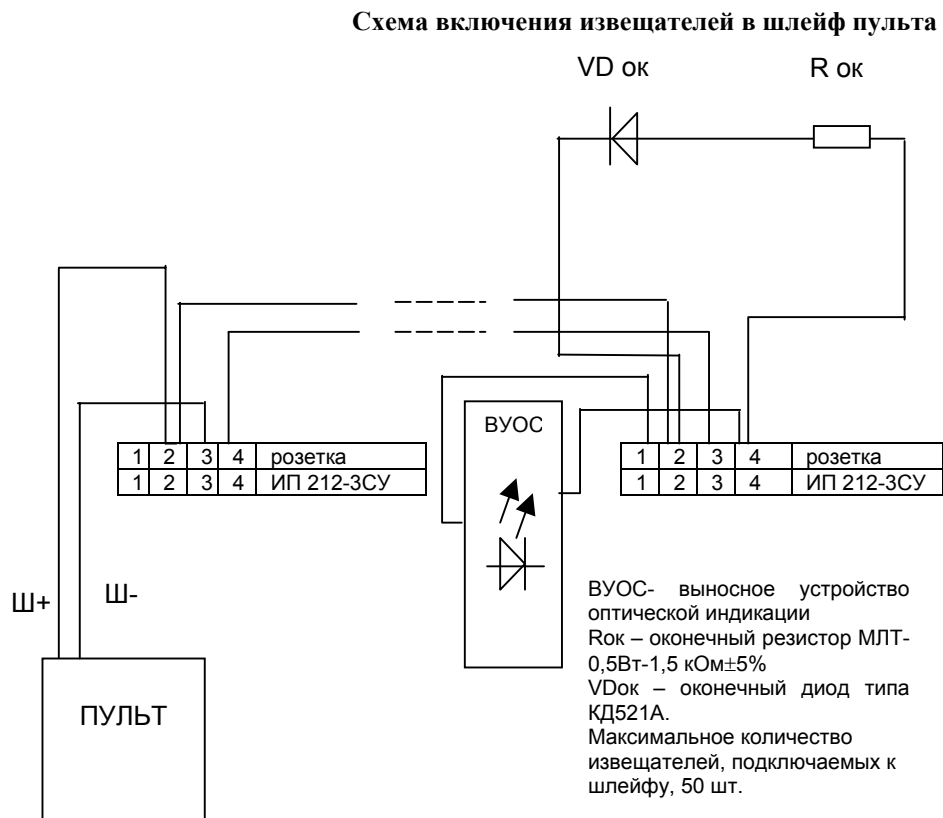 Схема включения извещателей в шлейф пульта
VD ок
R ок
ВУОС
1 2 3 4 розетка
1 2 3 4 ИП 212-3СУ
1 2 3 4 розетка
1 2 3 4 ИП 212-3СУ
Ш+
Ш-
ПУЛЬТ
ВУОС- выносное устройство
оптической индикации
Rок – оконечный резистор МЛТ-
0,5Вт-1,5 кОм±5%
VDок – оконечный диод типа
КД521А.
Максимальное количество
извещателей, подключаемых к
шлейфу, 50 шт.